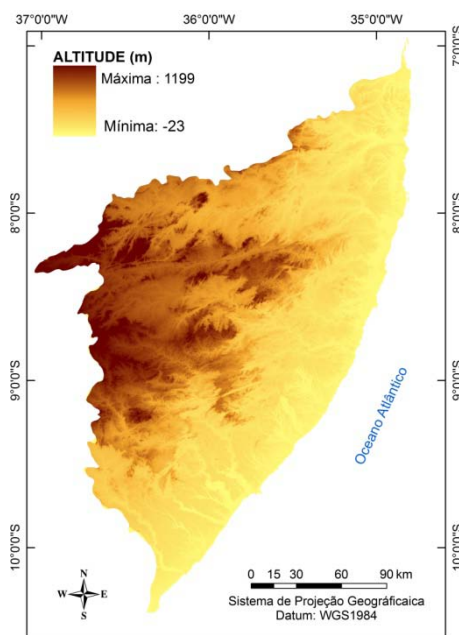 37°0'0"W 36°0'0"W 35°0'0"W
ALTITUDE (m)
Máxima : 1199
Mínima: -23
7°0'0"S
8°0'0"S
8°0'0"S
9°0'0"S
9°0'0"S
Oceano Atlântico
10°0'0"S
10°0'0"S
N
W E
S
0 15 30 60 90 km
Sistema de Projeção Geográficaica
Datum: WGS1984